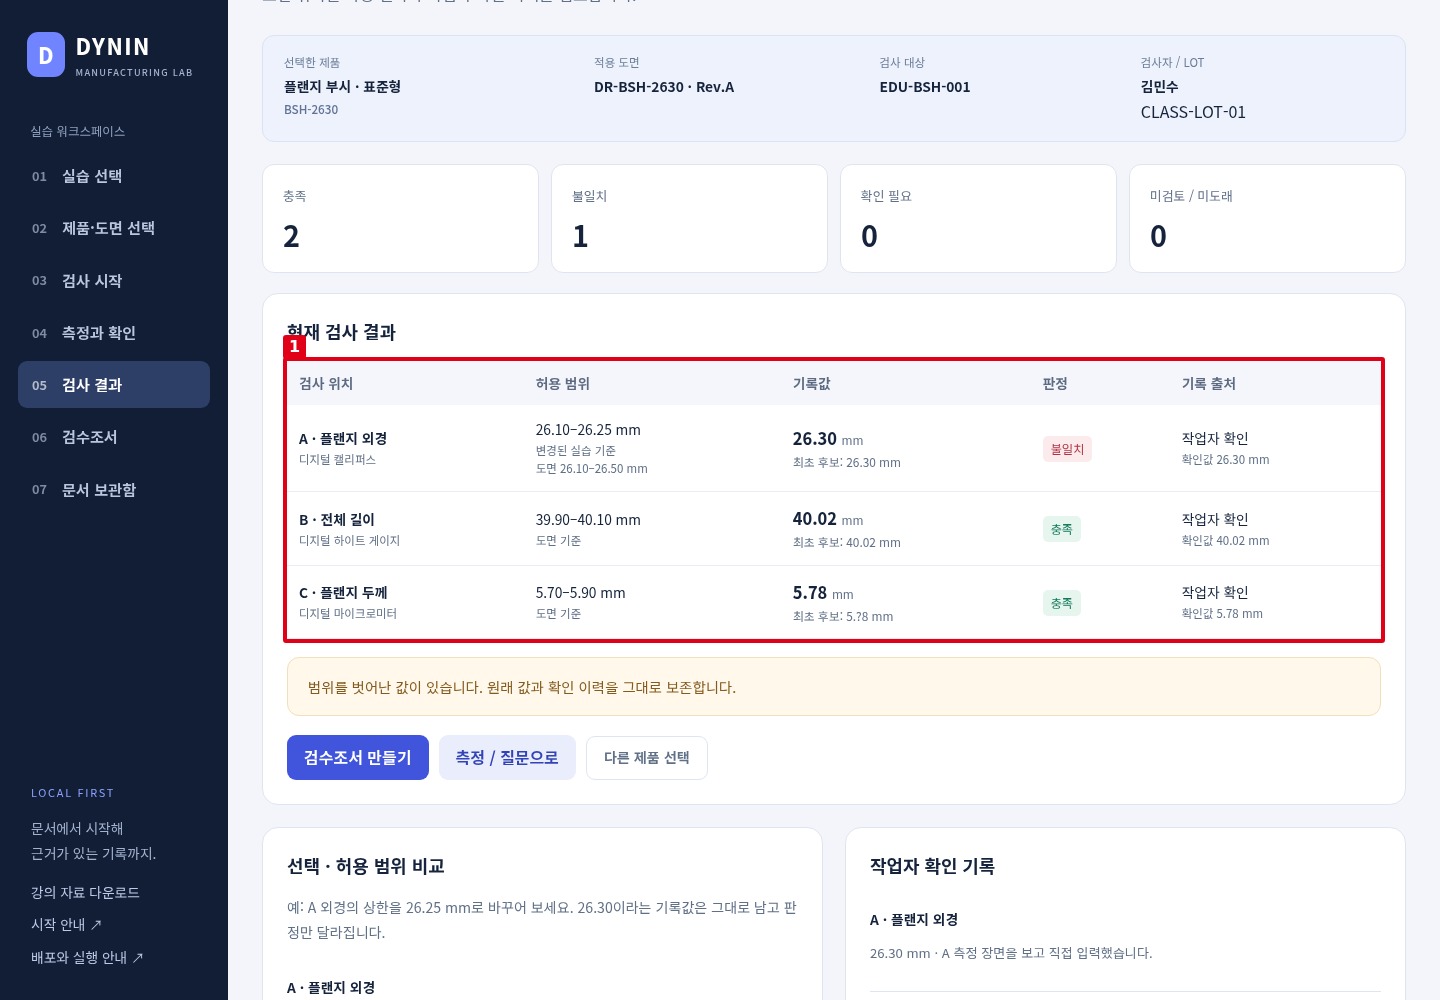 D DYNIN
MANUFACTURING LAB
실습 워크스페이스
01 실습 선택
02 제품·도면 선택
03 검사 시작
04 측정과 확인
05 검사 결과
06 검수조서
07 문서 보관함
LOCAL FIRST
문서에서 시작해
근거가 있는 기록까지.
강의 자료 다운로드
시작 안내 ↗
배포와 실행 안내 ↗
선택한 제품
플랜지 부시 · 표준형
BSH-2630
적용 도면
DR-BSH-2630 · Rev.A
검사 대상
EDU-BSH-001
검사자 / LOT
김민수
CLASS-LOT-01
충족
2
불일치
1
확인 필요
0
미검토 / 미도래
0
현재 검사 결과
1
검사 위치 허용 범위 기록값 판정 기록 출처
A · 플랜지 외경
디지털 캘리퍼스
26.10–26.25 mm
변경된 실습 기준
도면 26.10–26.50 mm
26.30 mm
최초 후보: 26.30 mm
불일치
작업자 확인
확인값 26.30 mm
B · 전체 길이
디지털 하이트 게이지
39.90–40.10 mm
도면 기준
40.02 mm
최초 후보: 40.02 mm
충족
작업자 확인
확인값 40.02 mm
C · 플랜지 두께
디지털 마이크로미터
5.70–5.90 mm
도면 기준
5.78 mm
최초 후보: 5.?8 mm
충족
작업자 확인
확인값 5.78 mm
범위를 벗어난 값이 있습니다. 원래 값과 확인 이력을 그대로 보존합니다.
검수조서 만들기 측정 / 질문으로 다른 제품 선택
선택 · 허용 범위 비교
예: A 외경의 상한을 26.25 mm로 바꾸어 보세요. 26.30이라는 기록값은 그대로 남고 판
정만 달라집니다.
A · 플랜지 외경
작업자 확인 기록
A · 플랜지 외경
26.30 mm · A 측정 장면을 보고 직접 입력했습니다.